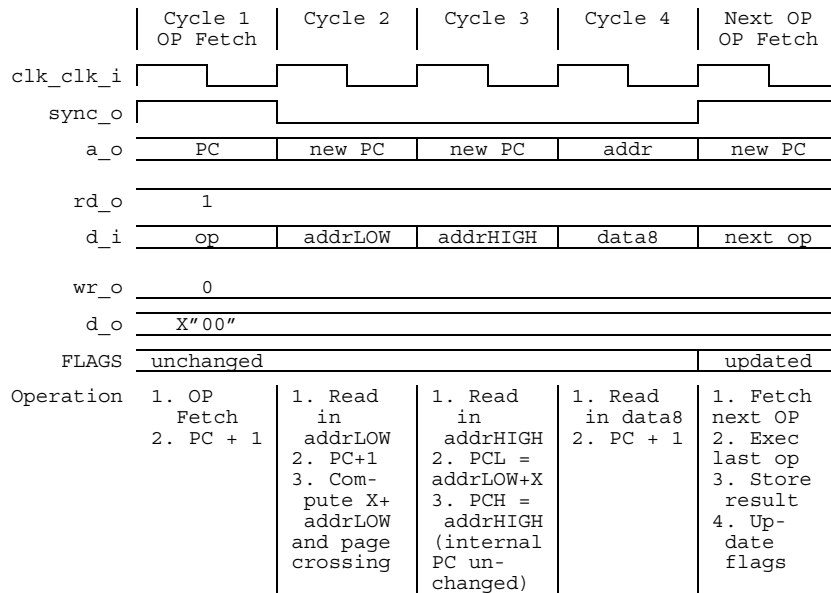 Cycle 1 Cycle 2 Cycle 3 Cycle 4 Next OP
OP Fetch OP Fetch
clk_clk_i
sync_o
a_o PC new PC new PC addr new PC
rd_o 1
d_i op addrLOW addrHIGH data8 next op
wr_o 0
d_o X"00"
FLAGS unchanged updated
Operation 1. OP 1. Read 1. Read 1. Read 1. Fetch
Fetch in in in data8 next OP
2. PC + 1 addrLOW addrHIGH 2. PC + 1 2. Exec
2. PC+1 2. PCL = last op
3. Com- addrLOW+X 3. Store
pute X+ 3. PCH = result
addrLOW addrHIGH 4. Up-
and page (internal date
crossing PC un- flags
changed)